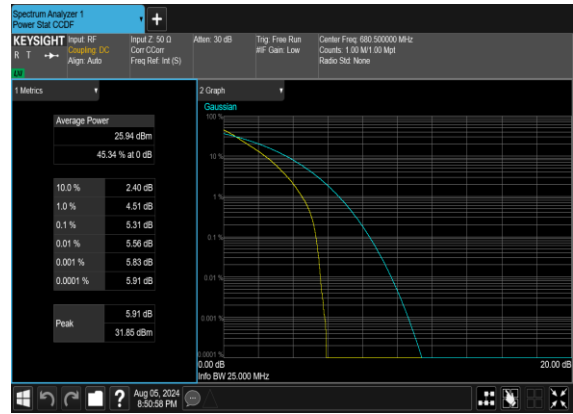 Spectrum Analyzer 1
Power Stat CCDF
KEYSIGHT
R T
LM
Input: RF
Coupling: DC
Align: Auto
Input Z: 50 Ω
Corr CCorr
Freq Ref: Int (S)
Atten: 30 dB
Trig: Free Run
#IF Gain: Low
Center Freq: 680.500000 MHz
Counts: 1.00 M/1.00 Mpt
Radio Std: None
1 Metrics
Average Power
25.94 dBm
45.34 % at 0 dB
10.0 % 2.40 dB
1.0 % 4.51 dB
0.1 % 5.31 dB
0.01 % 5.56 dB
0.001 % 5.83 dB
0.0001 % 5.91 dB
Peak
5.91 dB
31.85 dBm
2 Graph
Gaussian
100 %
10 %
1 %
0.1 %
0.01 %
0.001 %
0.0001 %
0.00 dB 20.00 dB
Info BW 25.000 MHz
Aug 05, 2024
8:50:58 PM